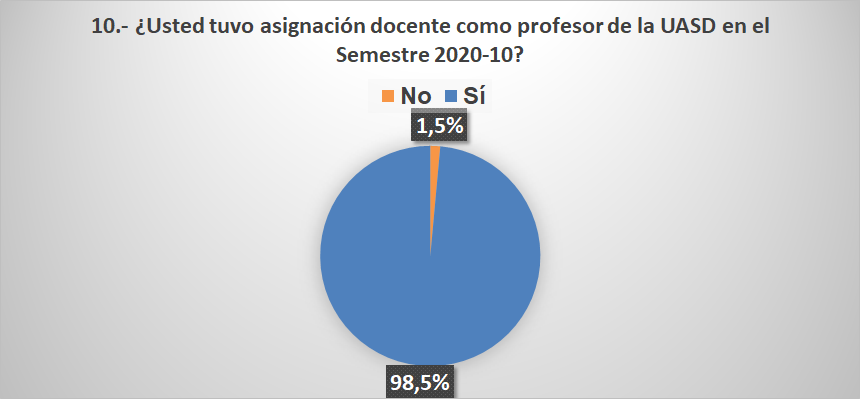 10.- ¿Usted tuvo asignación docente como profesor de la UASD en el
Semestre 2020-10?
No Sí
1,5%
98,5%